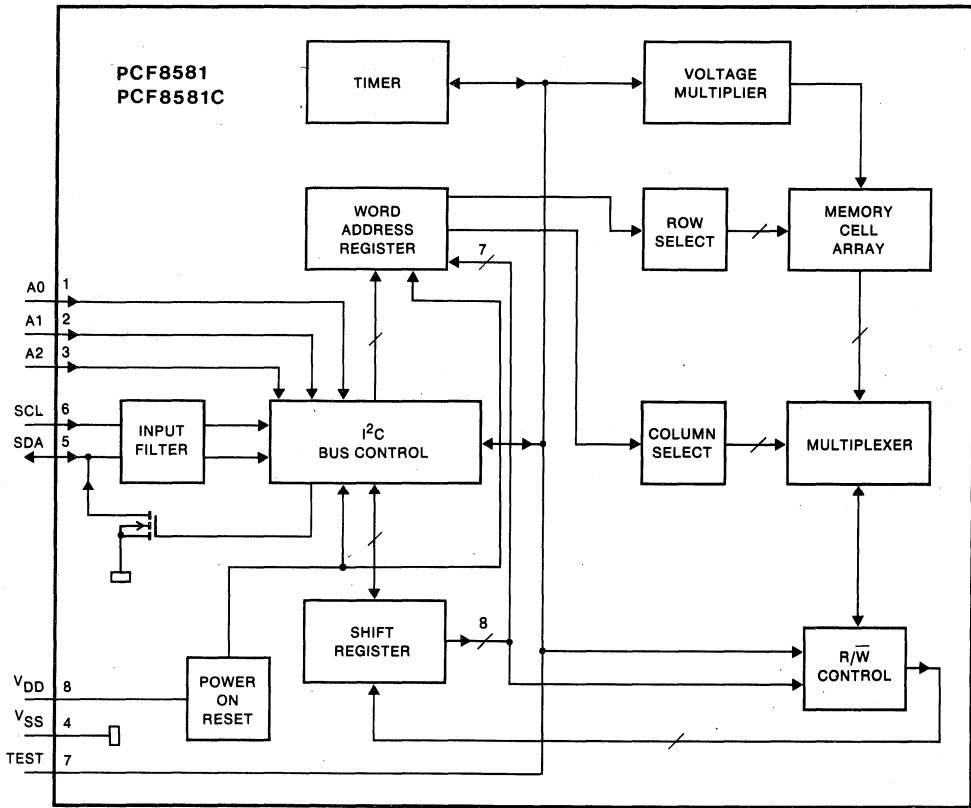 PCF8581
PCF8581C
TIMER
VOLTAGE
MULTIPLIER
WORD
ADDRESS
REGISTER
7
ROW
SELECT
MEMORY
CELL
ARRAY
A0 1
A1 2
A2 3
SCL 6
SDA 5
INPUT
FILTER
I²C
BUS CONTROL
COLUMN
SELECT
MULTIPLEXER
SHIFT
REGISTER
8
R/W̅
CONTROL
POWER
ON
RESET
VDD 8
VSS 4
TEST 7